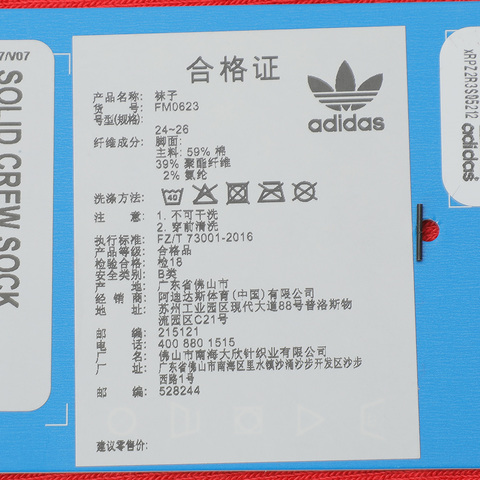 7/V07
SOLID CREW SOCK
合格证
adidas
产品名称: 袜子
货 号: FM0623
号型(规格):
24~26
纤维成分: 脚面:
主料: 59% 棉
39% 聚酯纤维
2% 氨纶
洗涤方法: 40
注 意: 1. 不可干洗
2. 穿前清洗
执行标准: FZ/T 73001-2016
产品等级: 合格品
检验合格: 检18
安全类别: B类
产 地: 广东省佛山市
经 销 商: 阿迪达斯体育(中国)有限公司
地 址: 苏州工业园区现代大道88号普洛斯物
流园区C21号
邮 编: 215121
电 话: 400 880 1515
厂 名: 佛山市南海大欣针织业有限公司
厂 址: 广东省佛山市南海区里水镇沙涌沙步开发区沙步
西路1号
邮 编: 528244
建议零售价:
xRPZ2R3S05212
adidas